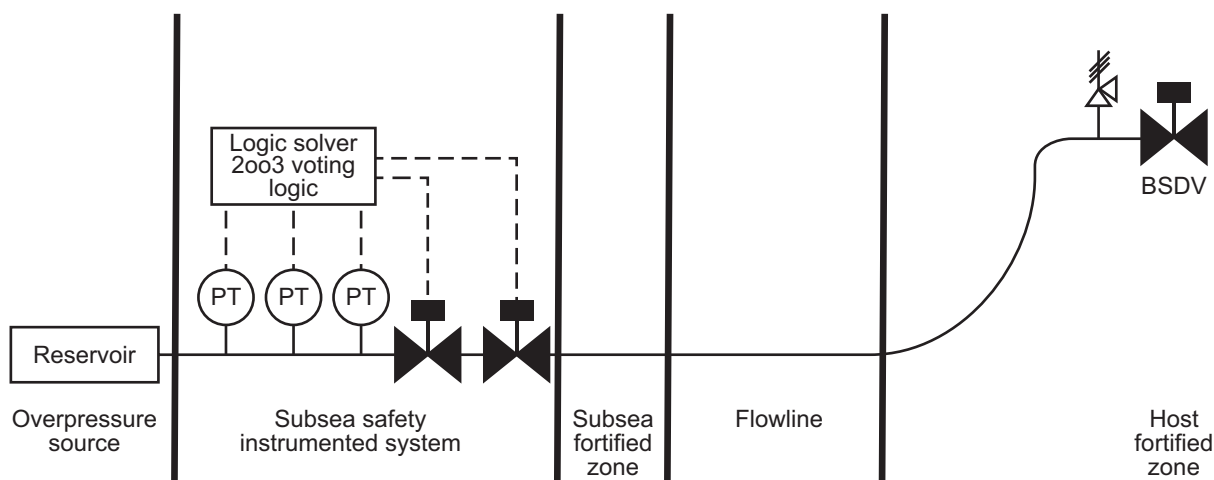 Logic solver
2oo3 voting
logic
PT
PT
PT
BSDV
Reservoir
Overpressure
source
Subsea safety
instrumented system
Subsea
fortified
zone
Flowline
Host
fortified
zone